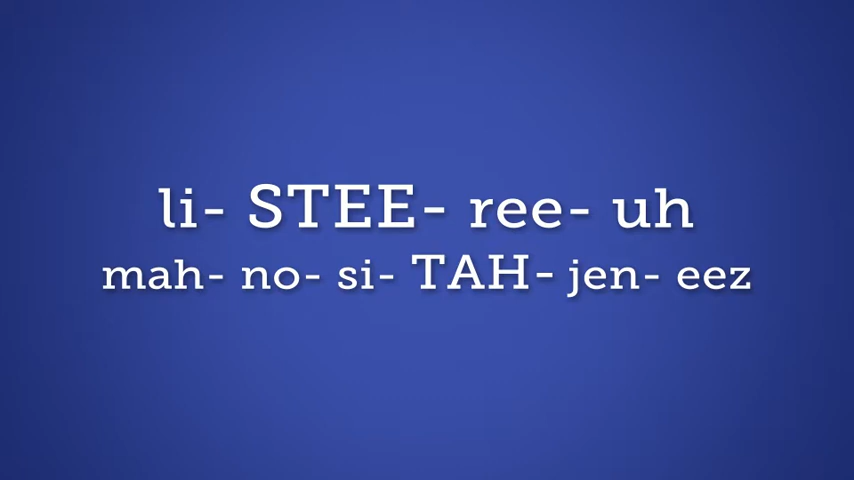 li- STEE- ree- uh
mah- no- si- TAH- jen- eez